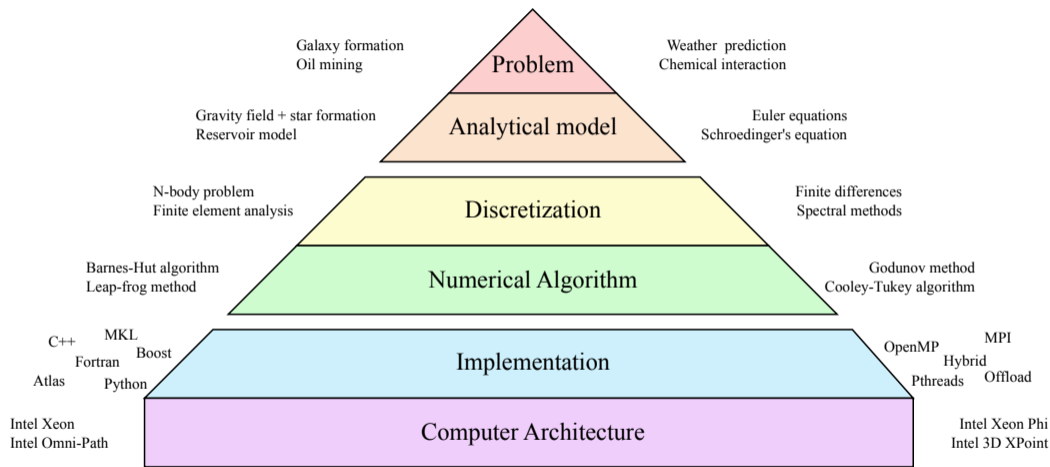 Problem
Galaxy formation
Oil mining
Weather prediction
Chemical interaction
Analytical model
Gravity field + star formation
Reservoir model
Euler equations
Schroedinger's equation
Discretization
N-body problem
Finite element analysis
Finite differences
Spectral methods
Numerical Algorithm
Barnes-Hut algorithm
Leap-frog method
Godunov method
Cooley-Tukey algorithm
Implementation
C++
MKL
Boost
Fortran
Atlas
Python
OpenMP
MPI
Hybrid
Pthreads
Offload
Computer Architecture
Intel Xeon
Intel Omni-Path
Intel Xeon Phi
Intel 3D XPoint